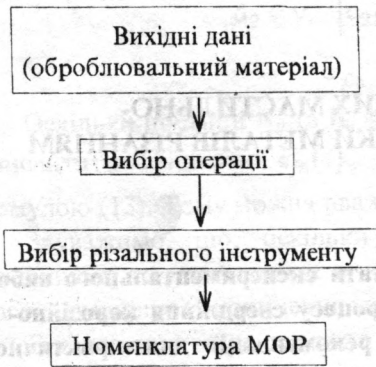 Вихідні дані
(оброблювальний матеріал)
Вибір операції
Вибір різального інструменту
Номенклатура МОР